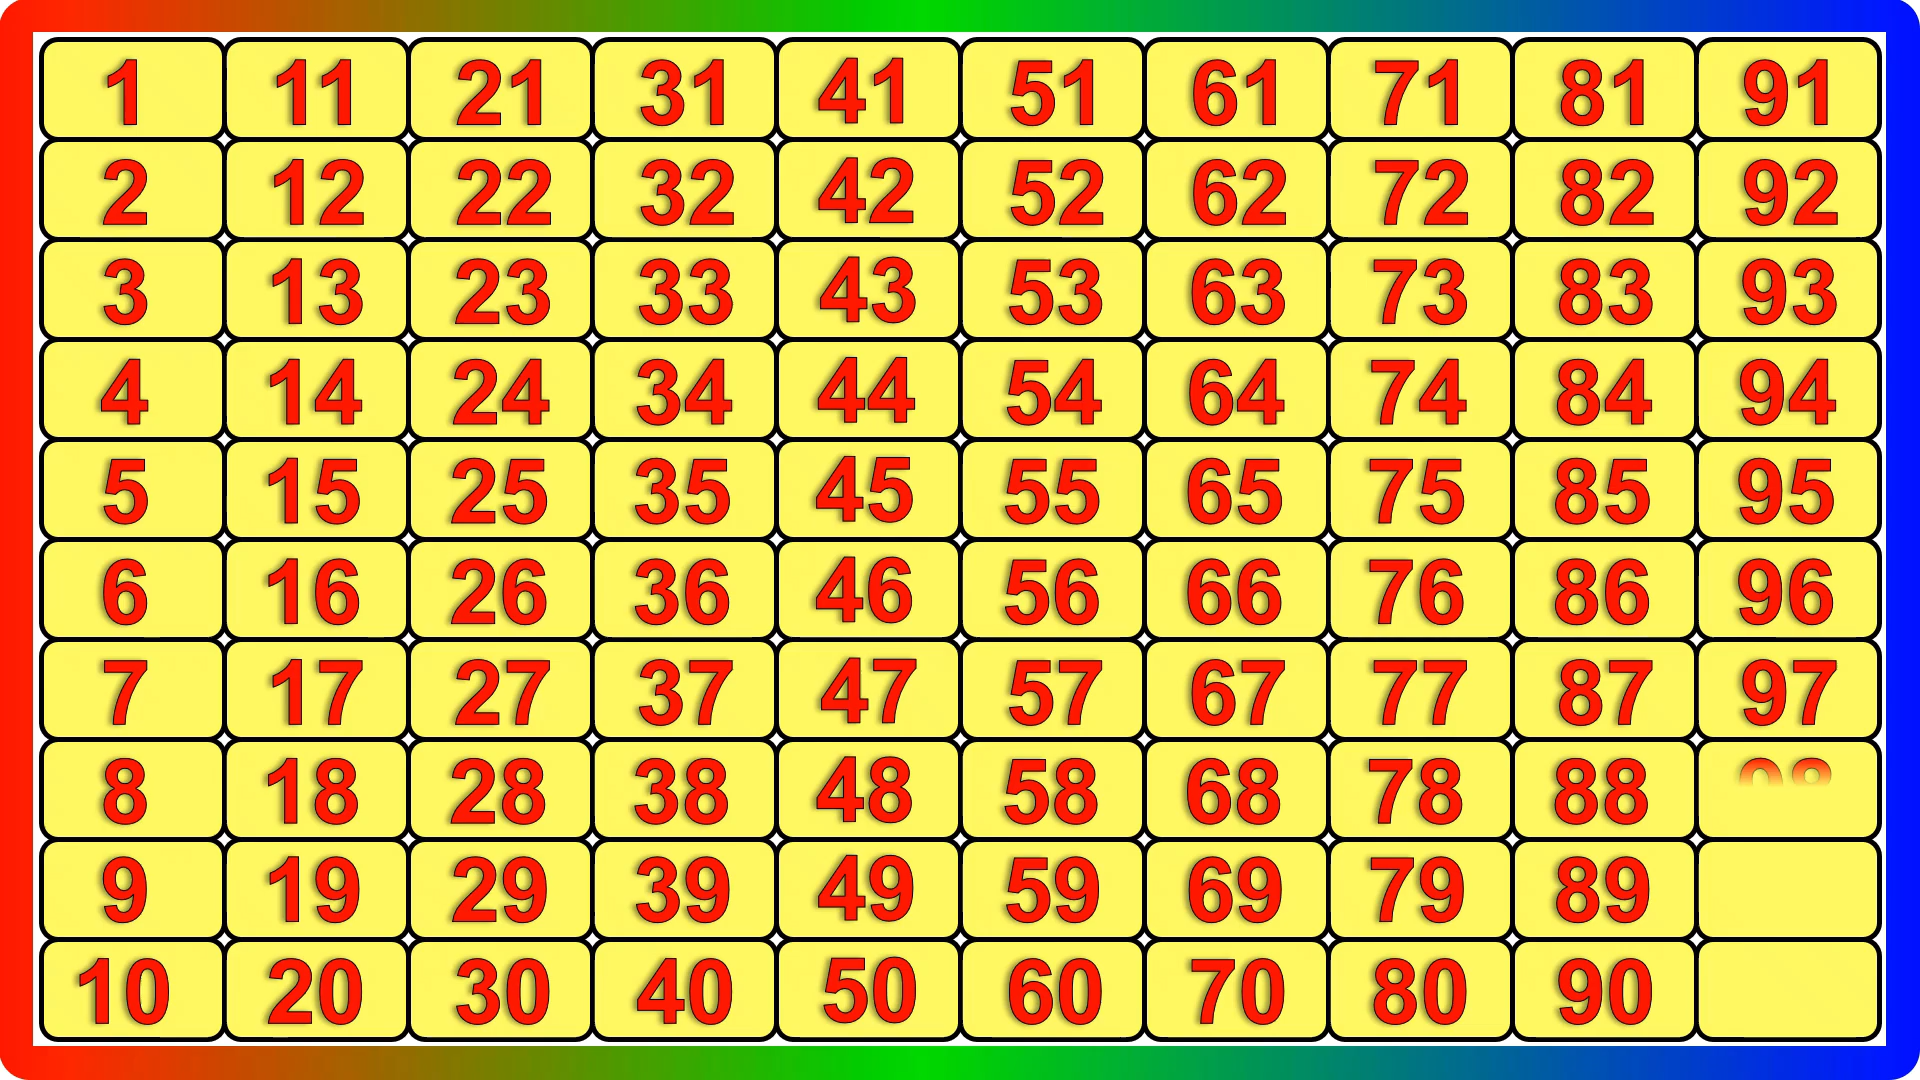 1 11 21 31 41 51 61 71 81 91
2 12 22 32 42 52 62 72 82 92
3 13 23 33 43 53 63 73 83 93
4 14 24 34 44 54 64 74 84 94
5 15 25 35 45 55 65 75 85 95
6 16 26 36 46 56 66 76 86 96
7 17 27 37 47 57 67 77 87 97
8 18 28 38 48 58 68 78 88
9 19 29 39 49 59 69 79 89
10 20 30 40 50 60 70 80 90